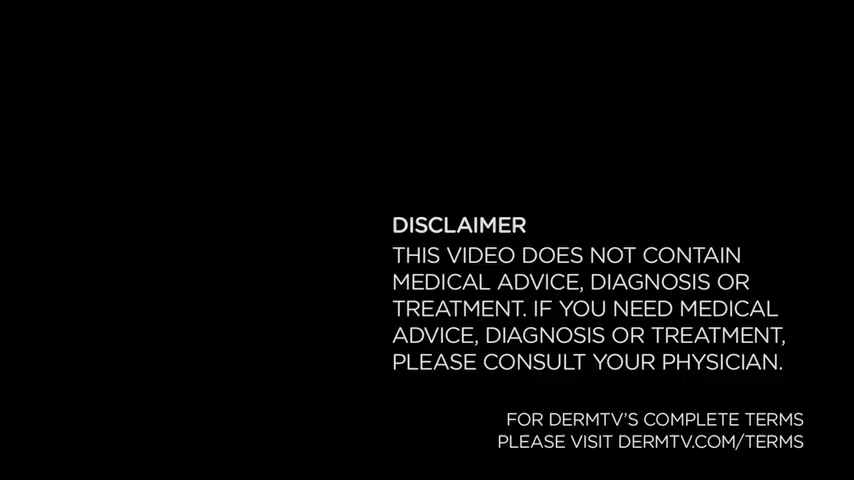 DISCLAIMER
THIS VIDEO DOES NOT CONTAIN
MEDICAL ADVICE, DIAGNOSIS OR
TREATMENT. IF YOU NEED MEDICAL
ADVICE, DIAGNOSIS OR TREATMENT,
PLEASE CONSULT YOUR PHYSICIAN.
FOR DERMTV'S COMPLETE TERMS
PLEASE VISIT DERMTV.COM/TERMS